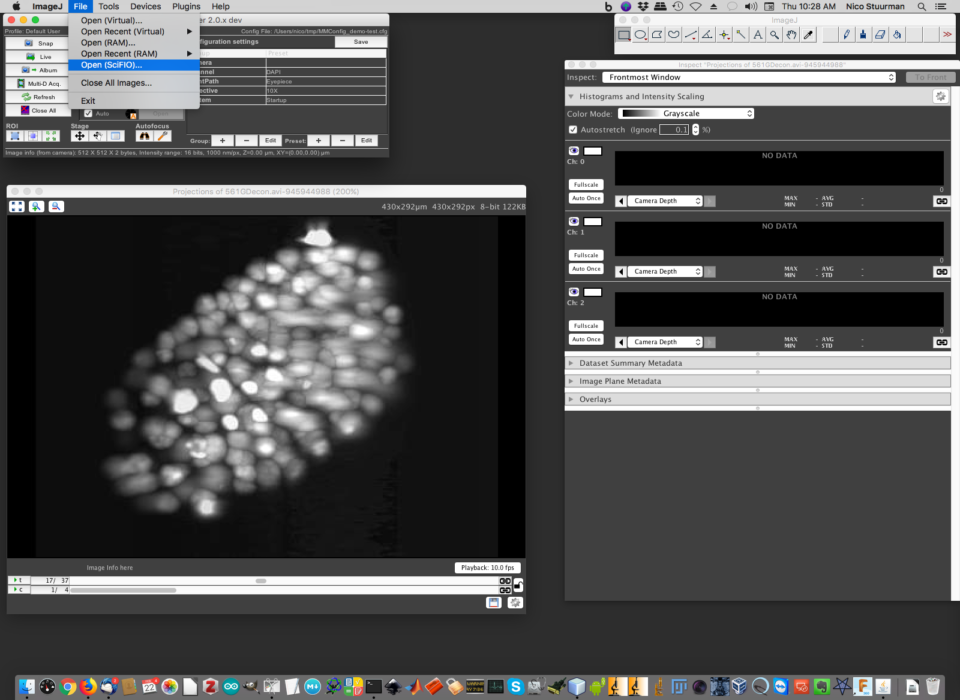 ImageJ File Tools Devices Plugins Help
Thu 10:28 AM Nico Stuurman
Open (Virtual)...
Open Recent (Virtual)
Open (RAM)...
Open Recent (RAM)
Open (SciFIO)...
Close All Images...
Exit
er 2.0.x dev
Profile: Default User
Config File: /Users/nico/tmp/MMConfig_demo-test.cfg
Snap
Live
Album
Multi-D Acq.
Refresh
Close All
figuration settings
Save
Preset
mera
nnel DAPI
htPath Eyepiece
ective 10X
tem Startup
Auto
ROI Stage Autofocus
Group: + − Edit Preset: + − Edit
Image info (from camera): 512 X 512 X 2 bytes, Intensity range: 16 bits, 1000 nm/pix, Z=0.00 µm, XY=(0.00,0.00) µm
ImageJ
Projections of 561GDecon.avi-945944988 (200%)
430x292µm 430x292px 8-bit 122KB
Image Info here
Playback: 10.0 fps
t 17/ 37
c 1/ 4
Inspect "Projections of 561GDecon.avi-945944988"
Inspect: Frontmost Window To Front
Histograms and Intensity Scaling
Color Mode: Grayscale
Autostretch (Ignore 0.1 %)
Ch: 0
NO DATA
Fullscale
0
Auto Once
Camera Depth
MAX - AVG -
MIN - STD -
Ch: 1
NO DATA
Fullscale
0
Auto Once
Camera Depth
MAX - AVG -
MIN - STD -
Ch: 2
NO DATA
Fullscale
0
Auto Once
Camera Depth
MAX - AVG -
MIN - STD -
Dataset Summary Metadata
Image Plane Metadata
Overlays